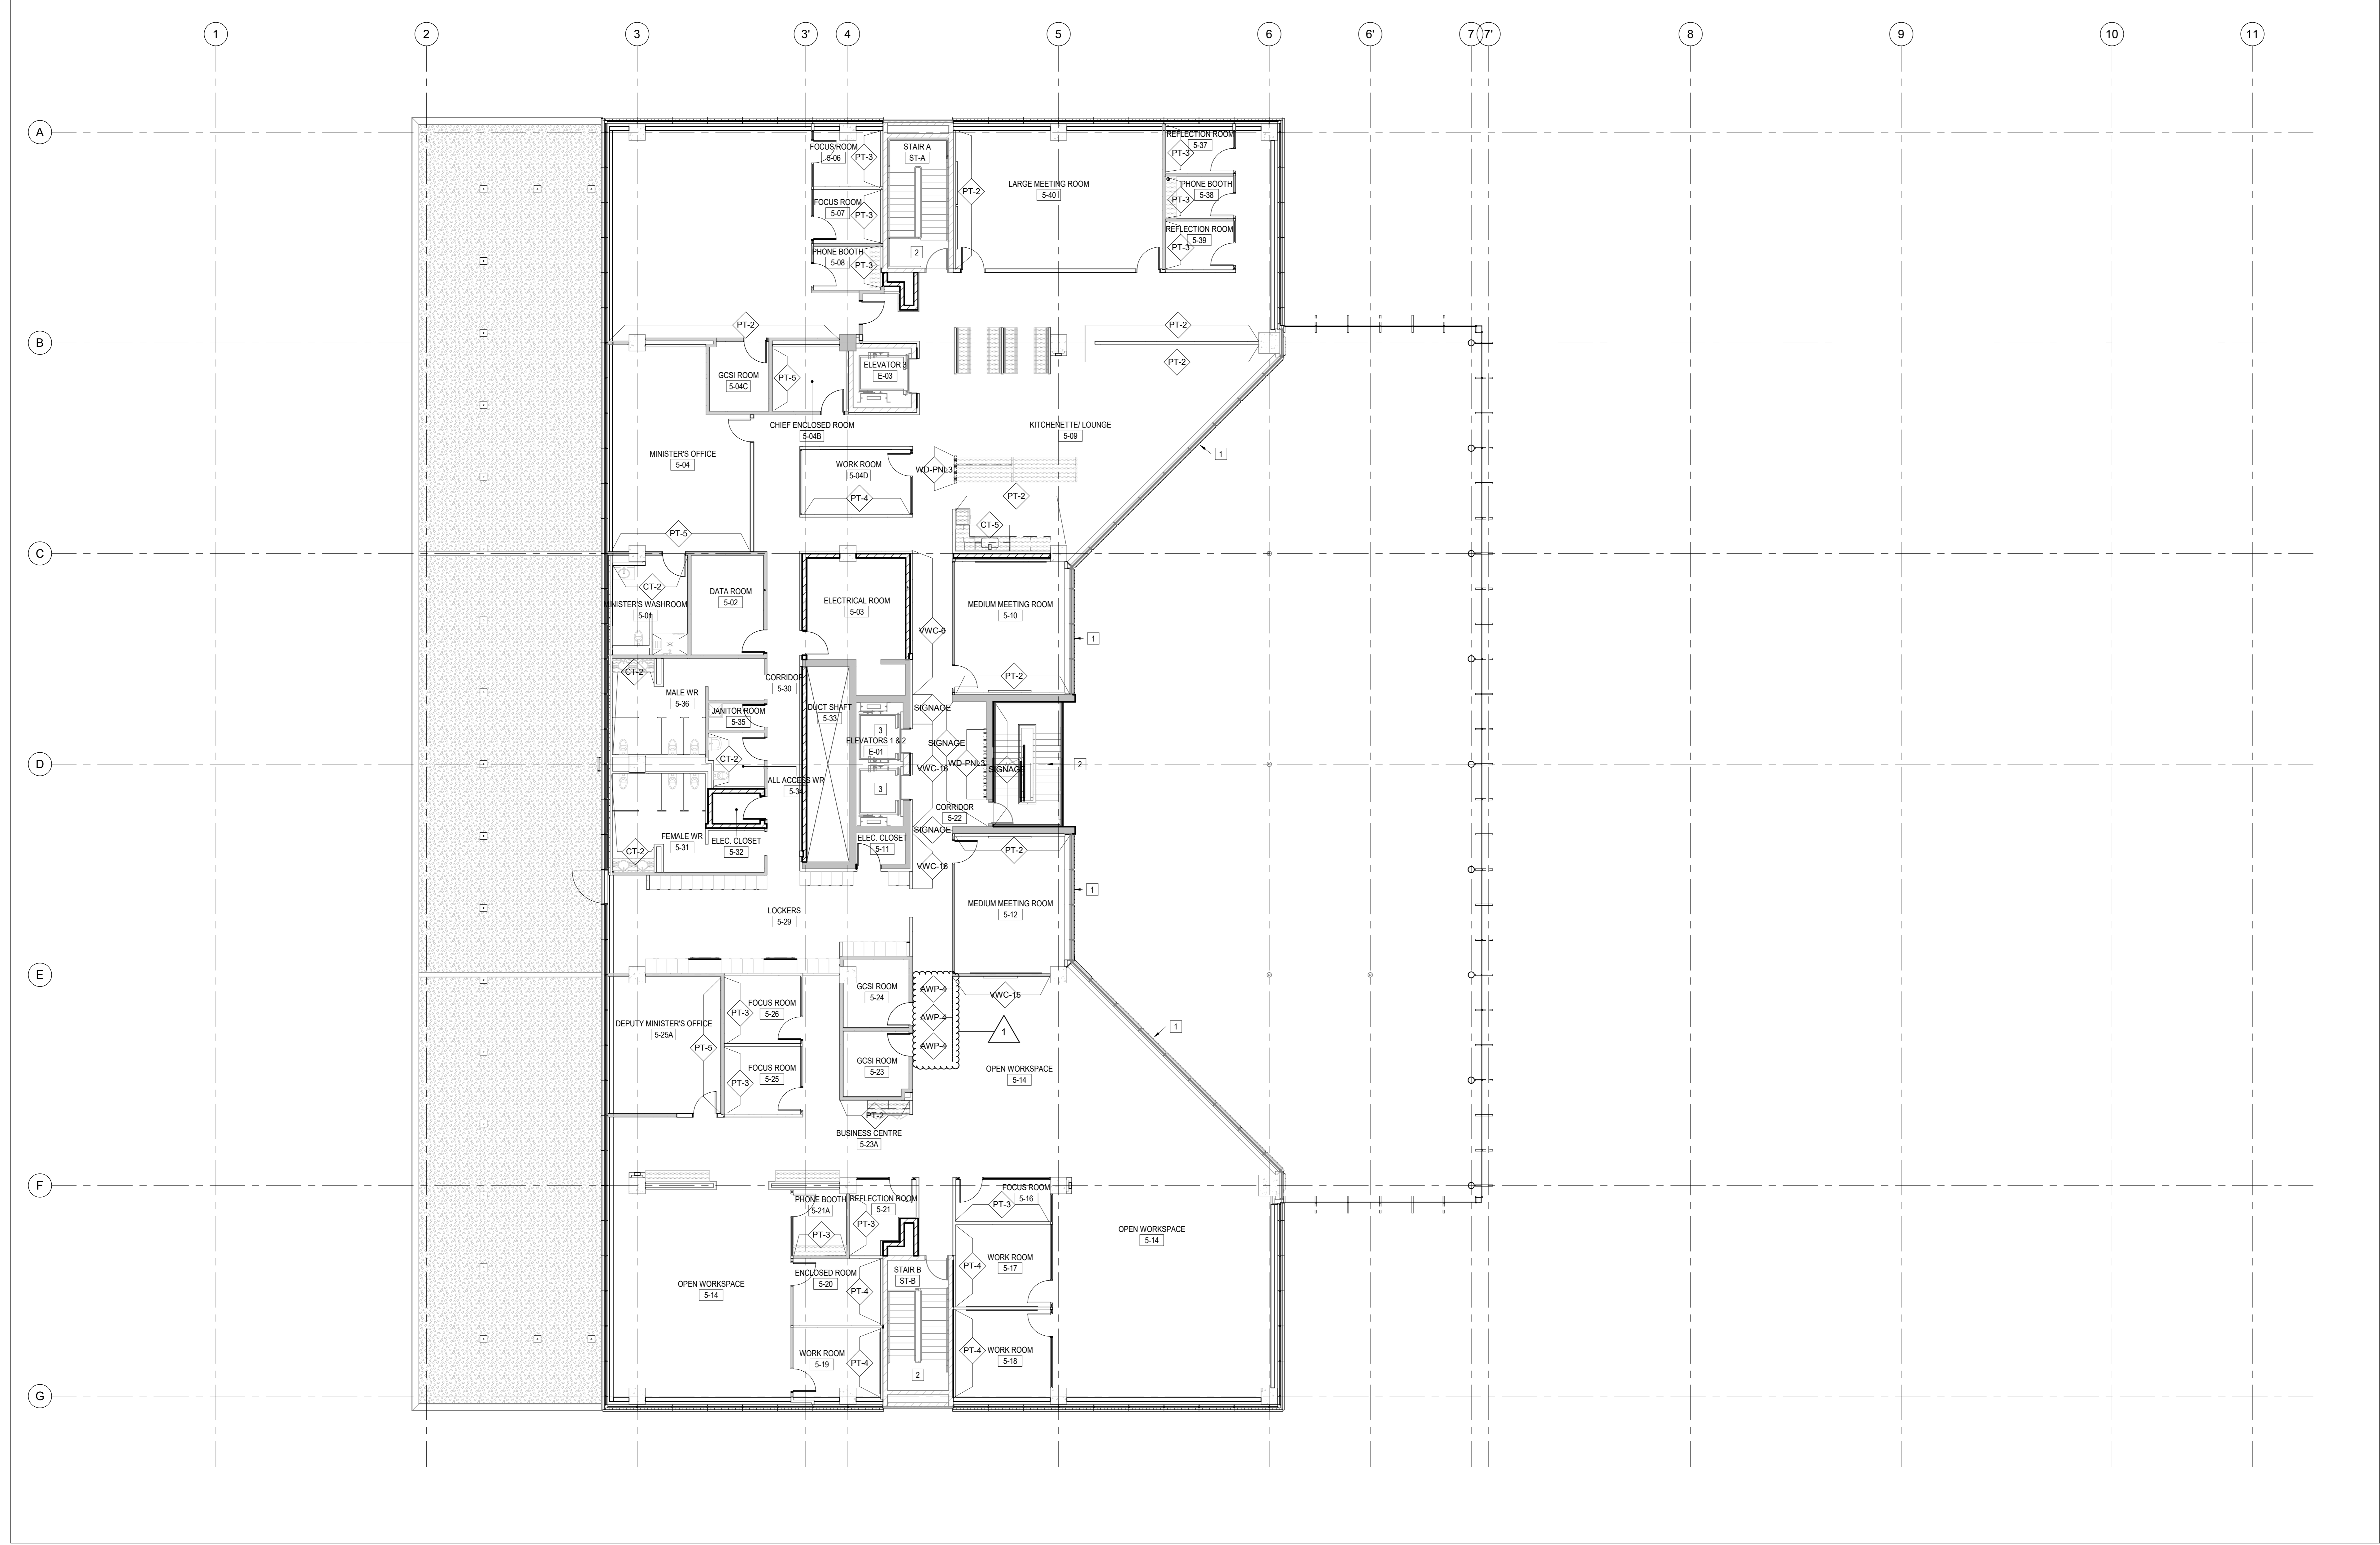 1 2 3 3' 4 5 6 6' 7 7' 8 9 10 11
A
FOCUS ROOM
5-06
PT-3
STAIR A
ST-A
REFLECTION ROOM
5-37
PT-3
PT-2
LARGE MEETING ROOM
5-40
PHONE BOOTH
5-38
PT-3
FOCUS ROOM
5-07
PT-3
REFLECTION ROOM
5-39
PT-3
PHONE BOOTH
5-08
PT-3
2
PT-2
PT-2
B
PT-2
GCSI ROOM
5-04C
PT-5
ELEVATOR 3
E-03
CHIEF ENCLOSED ROOM
5-04B
KITCHENETTE/ LOUNGE
5-09
1
MINISTER'S OFFICE
5-04
WORK ROOM
5-04D
PT-4
WD-PNL3
PT-2
CT-5
PT-5
C
CT-2
MINISTER'S WASHROOM
5-01
DATA ROOM
5-02
ELECTRICAL ROOM
5-03
MEDIUM MEETING ROOM
5-10
VWC-6
1
CT-2
CORRIDOR
5-30
PT-2
MALE WR
5-36
JANITOR ROOM
5-35
DUCT SHAFT
5-33
SIGNAGE
3
ELEVATORS 1 & 2
E-01
SIGNAGE
D
CT-2
VWC-16
WD-PNL3
SIGNAGE
2
ALL ACCESS WR
5-34
3
CORRIDOR
5-22
FEMALE WR
5-31
CT-2
ELEC. CLOSET
5-32
ELEC. CLOSET
5-11
SIGNAGE
PT-2
VWC-16
1
MEDIUM MEETING ROOM
5-12
LOCKERS
5-29
E
GCSI ROOM
5-24
AWP-4
VWC-15
FOCUS ROOM
5-26
PT-3
AWP-4
DEPUTY MINISTER'S OFFICE
5-25A
PT-5
1
1
AWP-4
GCSI ROOM
5-23
FOCUS ROOM
5-25
PT-3
OPEN WORKSPACE
5-14
PT-2
BUSINESS CENTRE
5-23A
F
FOCUS ROOM
5-16
PT-3
PHONE BOOTH
5-21A
PT-3
REFLECTION ROOM
5-21
PT-3
OPEN WORKSPACE
5-14
WORK ROOM
5-17
PT-4
ENCLOSED ROOM
5-20
PT-4
STAIR B
ST-B
OPEN WORKSPACE
5-14
WORK ROOM
5-19
PT-4
WORK ROOM
5-18
PT-4
2
G